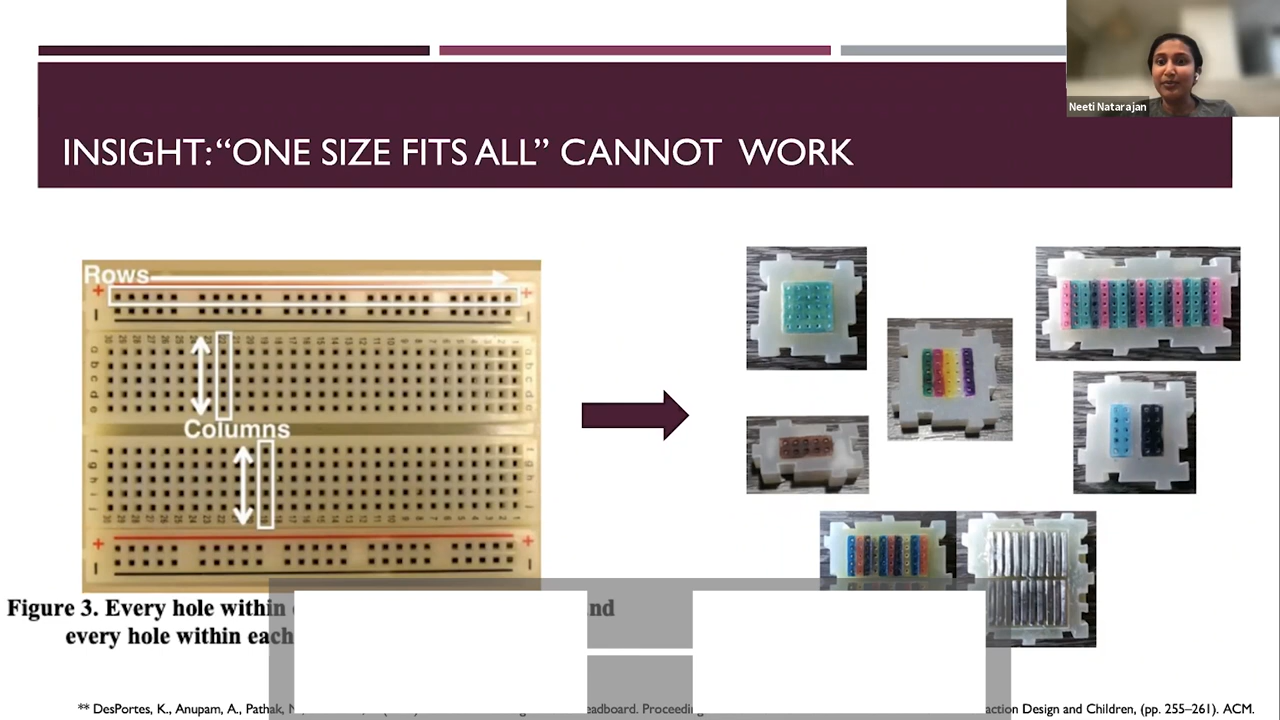 Neeti Natarajan
INSIGHT: “ONE SIZE FITS ALL” CANNOT WORK
Rows
Columns
Figure 3. Every hole within
nd
every hole within each
** DesPortes, K., Anupam, A., Pathak,
eadboard. Proceeding
action Design and Children, (pp. 255–261). ACM.